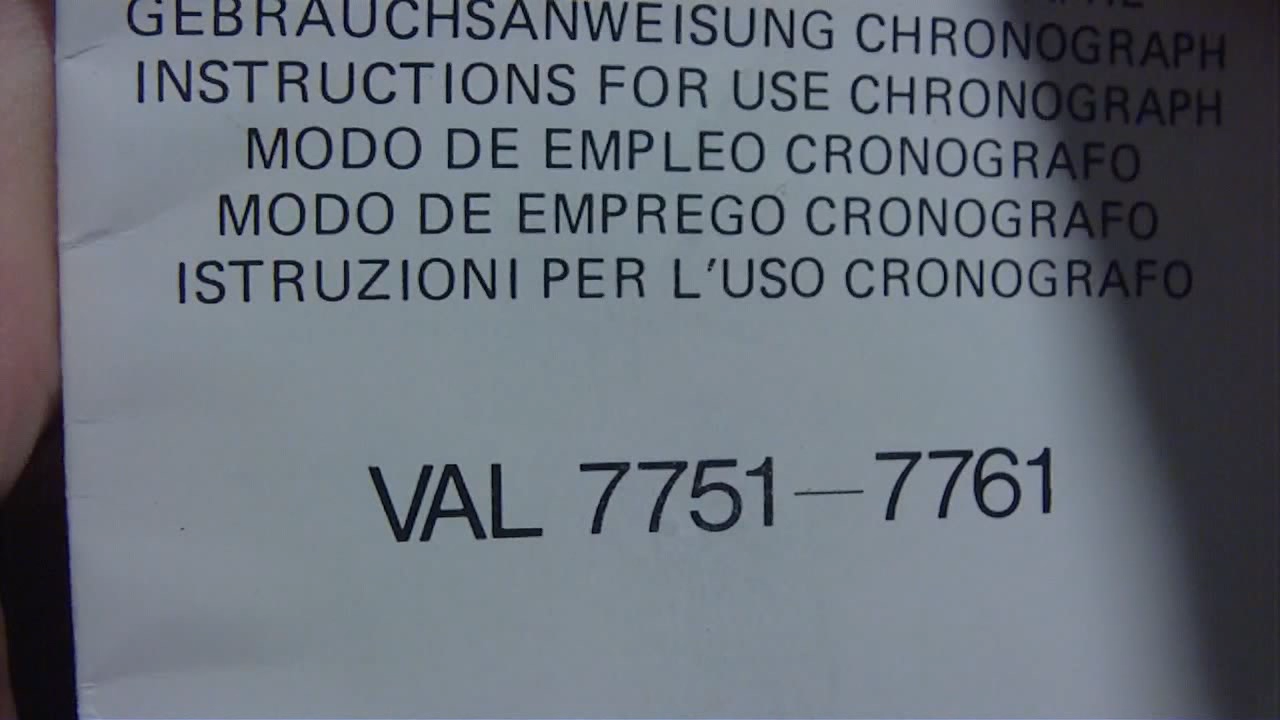 GEBRAUCHSANWEISUNG CHRONOGRAPH
INSTRUCTIONS FOR USE CHRONOGRAPH
MODO DE EMPLEO CRONOGRAFO
MODO DE EMPREGO CRONOGRAFO
ISTRUZIONI PER L'USO CRONOGRAFO
VAL 7751-7761